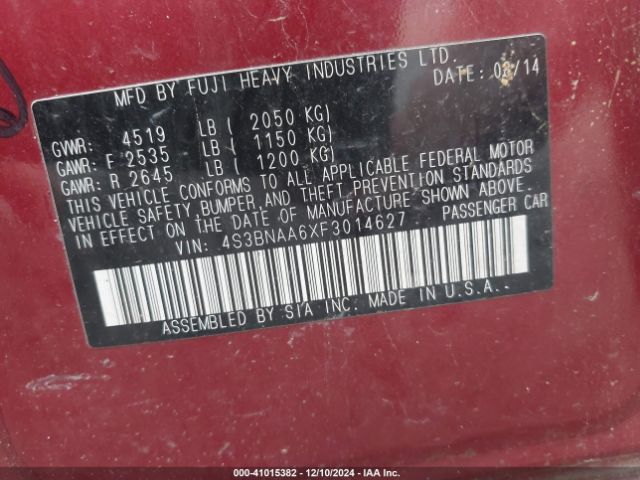 MFD BY FUJI HEAVY INDUSTRIES LTD.
DATE: 03/14
GVWR: 4519 LB ( 2050 KG)
GAWR: F 2535 LB ( 1150 KG)
GAWR: R 2645 LB ( 1200 KG)
THIS VEHICLE CONFORMS TO ALL APPLICABLE FEDERAL MOTOR
VEHICLE SAFETY, BUMPER, AND THEFT PREVENTION STANDARDS
IN EFFECT ON THE DATE OF MANUFACTURE SHOWN ABOVE.
VIN: 4S3BNAA6XF3014627 PASSENGER CAR
ASSEMBLED BY SIA INC. MADE IN U.S.A.
000-41015382 - 12/10/2024 - IAA Inc.